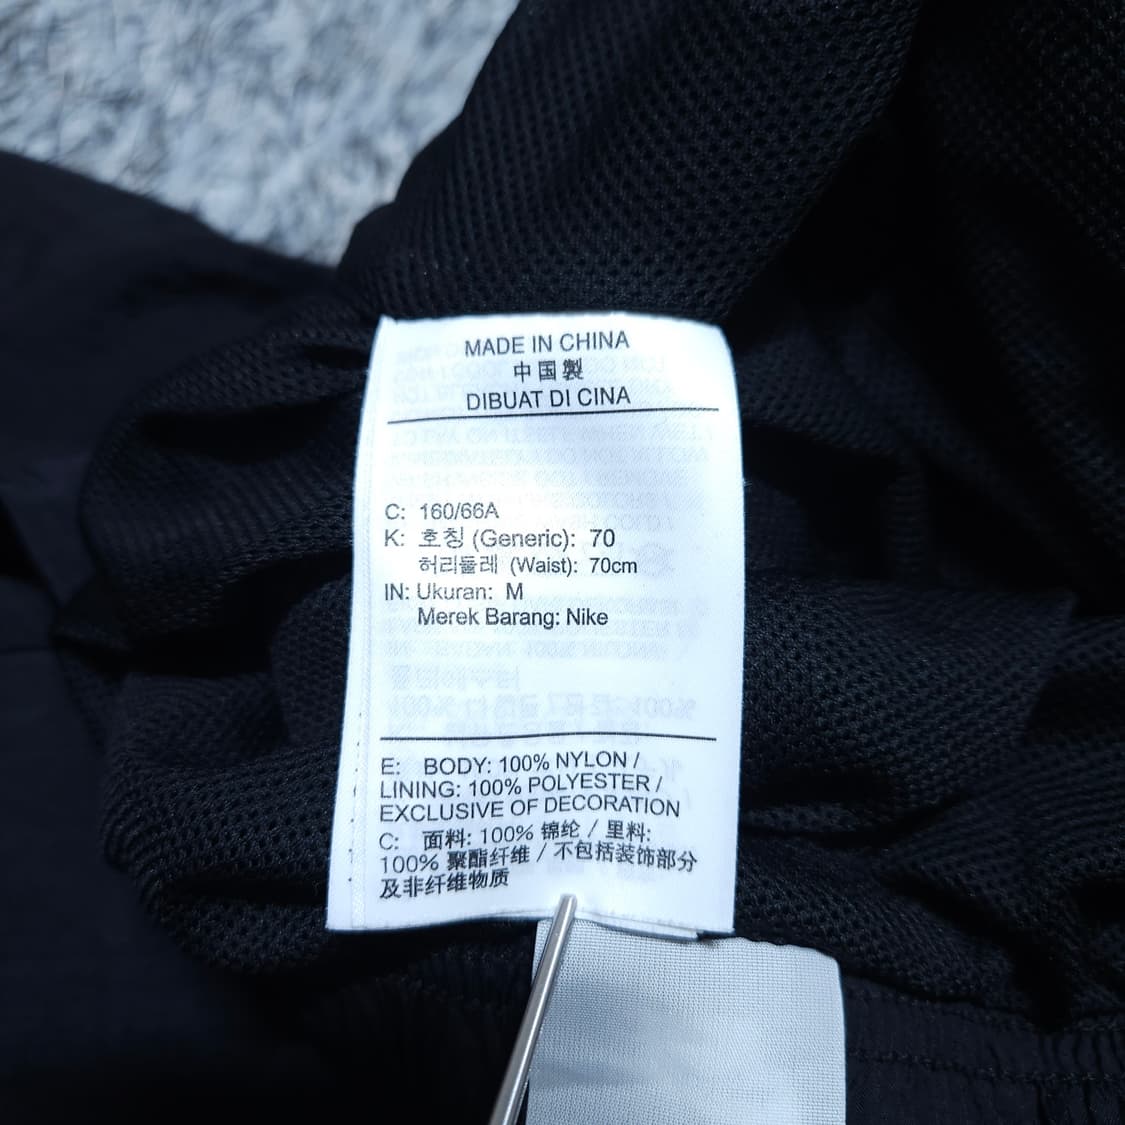 MADE IN CHINA
中国製
DIBUAT DI CINA
C: 160/66A
K: 호칭 (Generic): 70
허리둘레 (Waist): 70cm
IN: Ukuran: M
Merek Barang: Nike
E: BODY: 100% NYLON /
LINING: 100% POLYESTER /
EXCLUSIVE OF DECORATION
C: 面料: 100% 锦纶 / 里料:
100% 聚酯纤维 / 不包括装饰部分
及非纤维物质